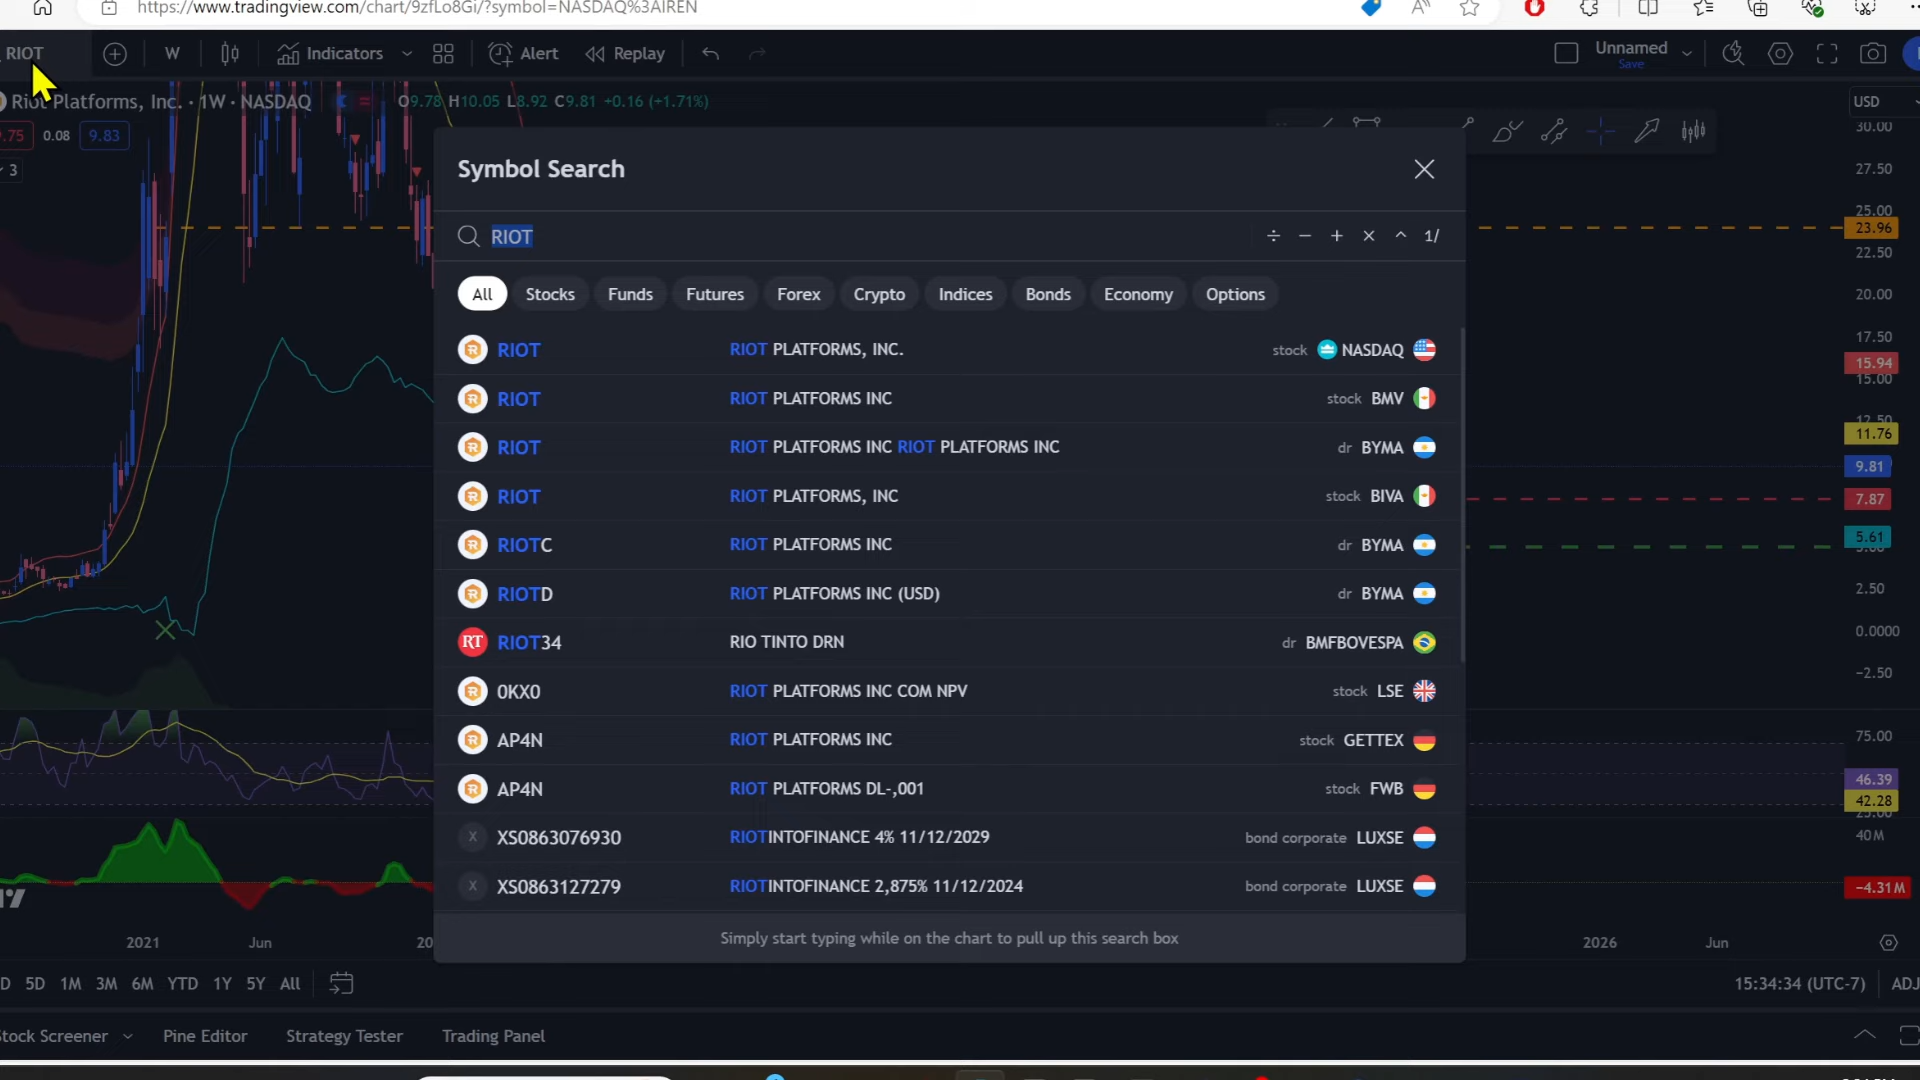 https://www.tradingview.com/chart/9zfLo8Gi/?symbol=NASDAQ%3AIREN
RIOT W Indicators Alert Replay Unnamed
Save
Riot Platforms, Inc. · 1W · NASDAQ O9.78 H10.05 L8.92 C9.81 +0.16 (+1.71%) USD
9.75 0.08 9.83 30.00
3
Symbol Search 27.50
25.00
23.96
RIOT 1/
22.50
All Stocks Funds Futures Forex Crypto Indices Bonds Economy Options 20.00
17.50
RIOT RIOT PLATFORMS, INC. stock NASDAQ
15.94
15.00
RIOT RIOT PLATFORMS INC stock BMV
12.50
11.76
RIOT RIOT PLATFORMS INC RIOT PLATFORMS INC dr BYMA
9.81
RIOT RIOT PLATFORMS, INC stock BIVA 7.87
5.61
RIOTC RIOT PLATFORMS INC dr BYMA
RIOTD RIOT PLATFORMS INC (USD) dr BYMA 2.50
RT RIOT34 RIO TINTO DRN dr BMFBOVESPA 0.0000
−2.50
0KX0 RIOT PLATFORMS INC COM NPV stock LSE
AP4N RIOT PLATFORMS INC stock GETTEX 75.00
46.39
AP4N RIOT PLATFORMS DL-,001 stock FWB 42.28
25.00
X XS0863076930 RIOTINTOFINANCE 4% 11/12/2029 bond corporate LUXSE 40M
X XS0863127279 RIOTINTOFINANCE 2,875% 11/12/2024 bond corporate LUXSE −4.31M
Simply start typing while on the chart to pull up this search box
2021 Jun 20 2026 Jun
D 5D 1M 3M 6M YTD 1Y 5Y All 15:34:34 (UTC-7) ADJ
Stock Screener Pine Editor Strategy Tester Trading Panel